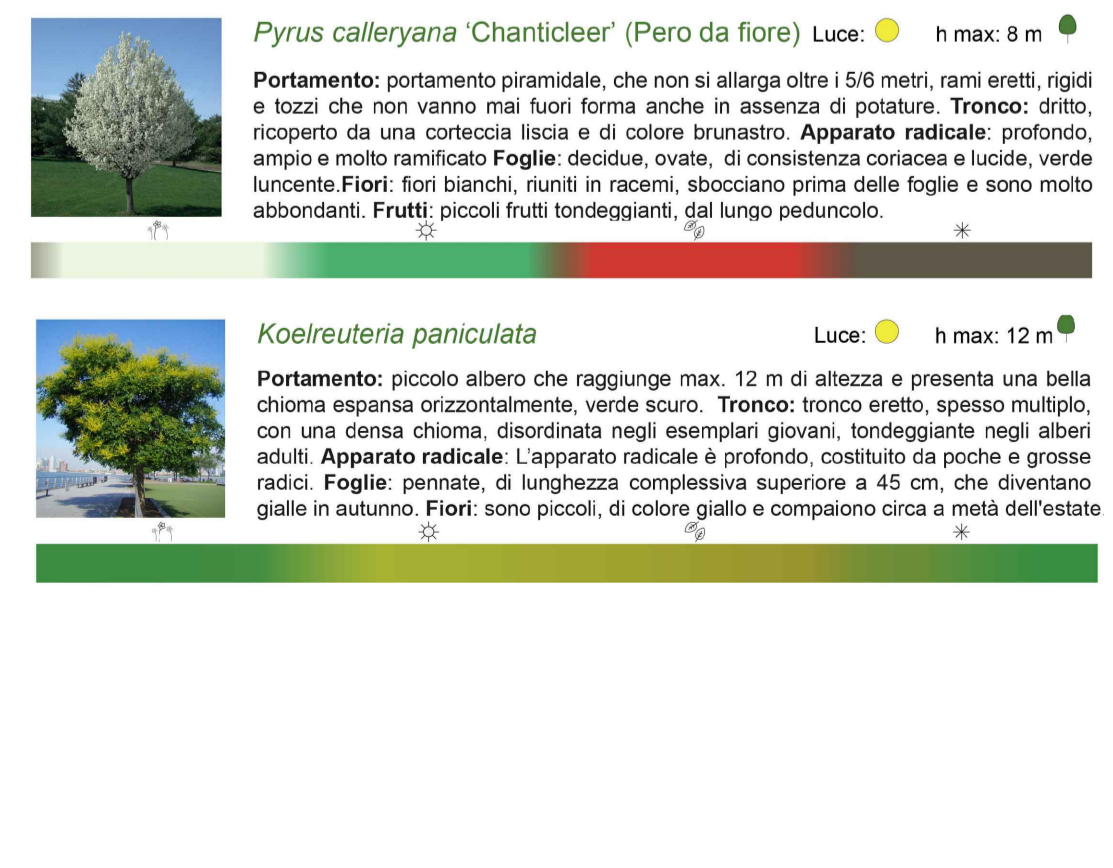 Pyrus calleryana ‘Chanticleer’ (Pero da fiore) Luce: h max: 8 m
Portamento: portamento piramidale, che non si allarga oltre i 5/6 metri, rami eretti, rigidi
e tozzi che non vanno mai fuori forma anche in assenza di potature. Tronco: dritto,
ricoperto da una corteccia liscia e di colore brunastro. Apparato radicale: profondo,
ampio e molto ramificato Foglie: decidue, ovate, di consistenza coriacea e lucide, verde
luncente.Fiori: fiori bianchi, riuniti in racemi, sbocciano prima delle foglie e sono molto
abbondanti. Frutti: piccoli frutti tondeggianti, dal lungo peduncolo.
Koelreuteria paniculata Luce: h max: 12 m
Portamento: piccolo albero che raggiunge max. 12 m di altezza e presenta una bella
chioma espansa orizzontalmente, verde scuro. Tronco: tronco eretto, spesso multiplo,
con una densa chioma, disordinata negli esemplari giovani, tondeggiante negli alberi
adulti. Apparato radicale: L’apparato radicale è profondo, costituito da poche e grosse
radici. Foglie: pennate, di lunghezza complessiva superiore a 45 cm, che diventano
gialle in autunno. Fiori: sono piccoli, di colore giallo e compaiono circa a metà dell'estate.